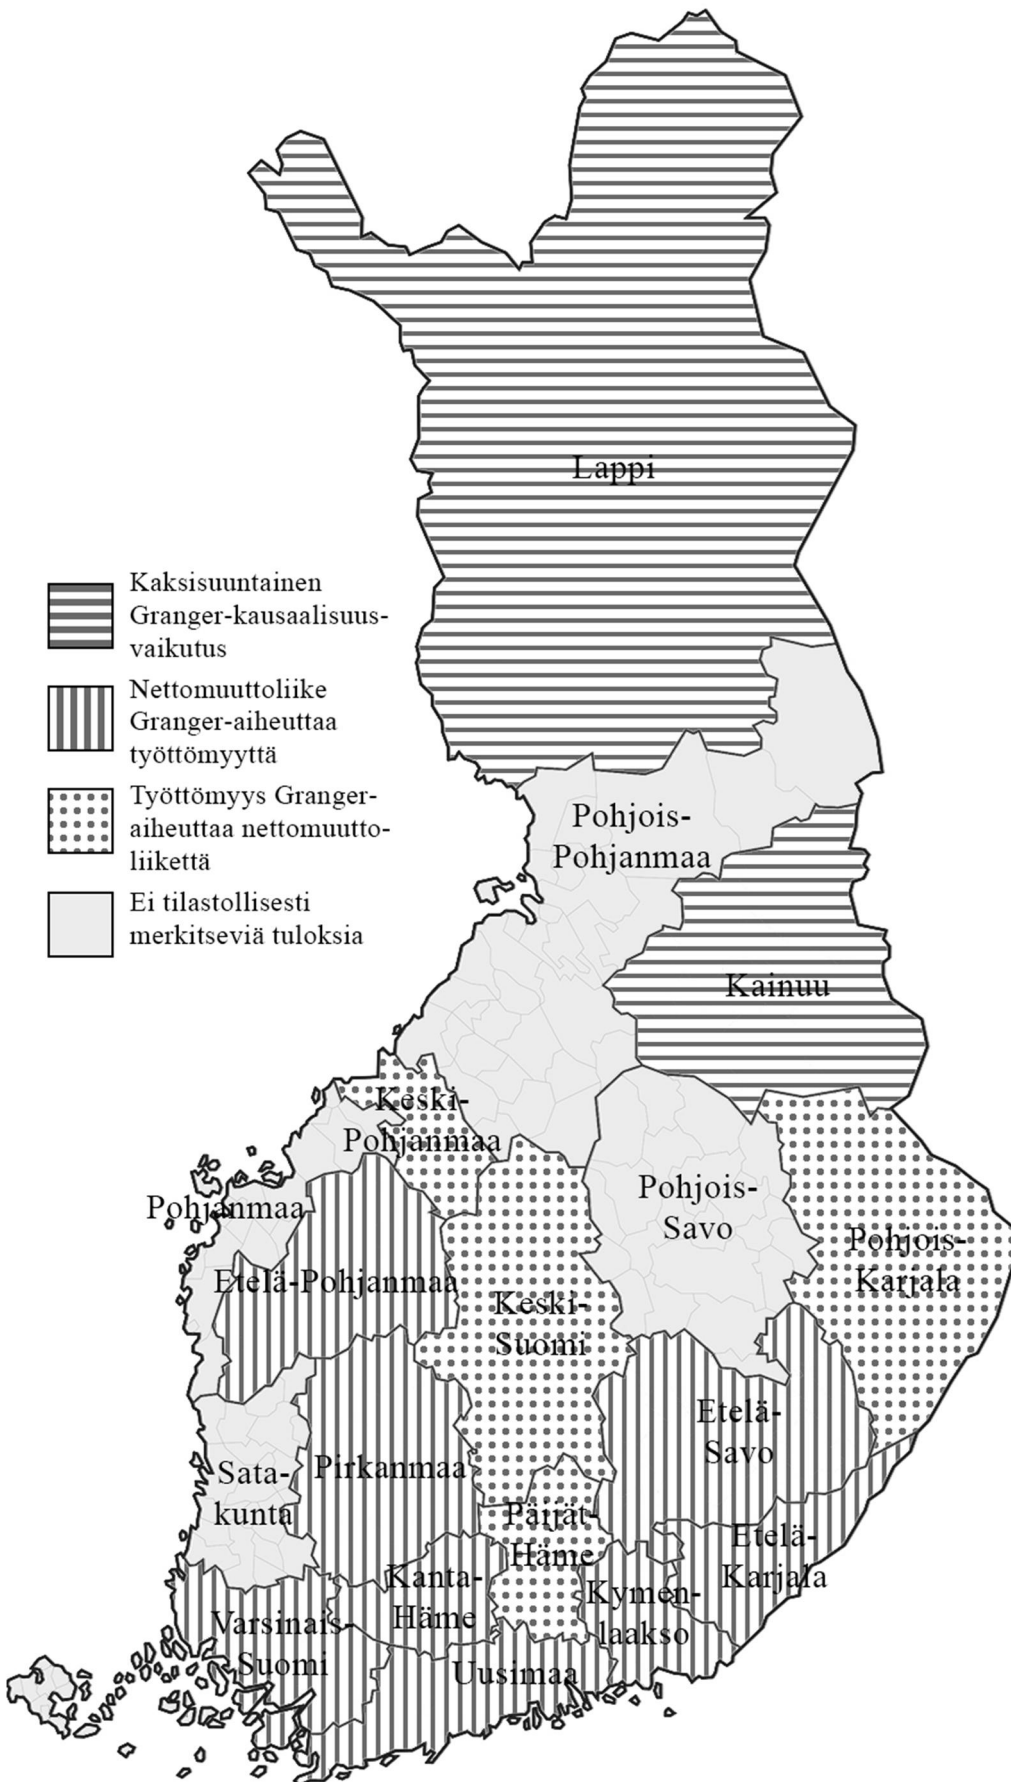 Lappi
Kaksisuuntainen
Granger-kausaalisuus-
vaikutus
Nettomuuttoliike
Granger-aiheuttaa
työttömyyttä
Työttömyys Granger-
aiheuttaa nettomuutto-
liikettä
Ei tilastollisesti
merkitseviä tuloksia
Pohjois-
Pohjanmaa
Kainuu
Keski-
Pohjanmaa
Pohjanmaa
Pohjois-
Savo
Pohjois-
Karjala
Etelä-Pohjanmaa
Keski-
Suomi
Etelä-
Savo
Sata-
kunta
Pirkanmaa
Päijät-
Häme
Etelä-
Karjala
Kanta-
Häme
Kymen-
laakso
Varsinais-
Suomi
Uusimaa